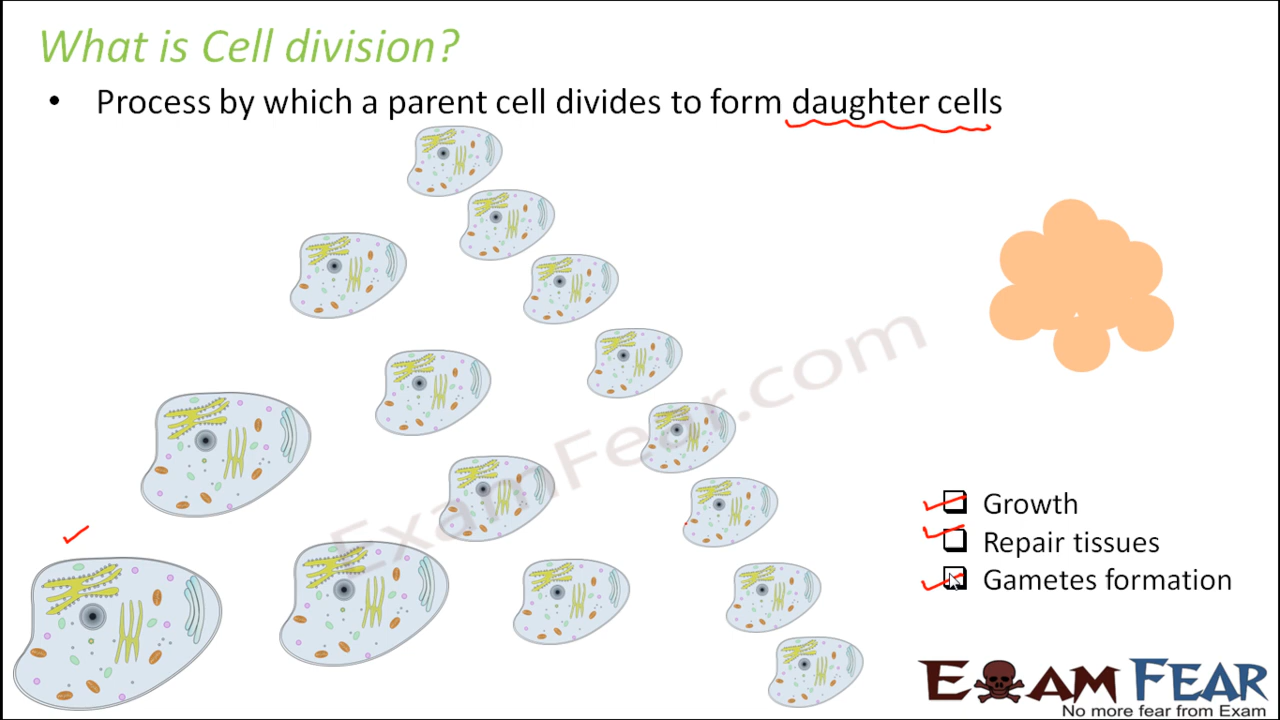 What is Cell division?
• Process by which a parent cell divides to form daughter cells
ExamFear.com
❑ Growth
❑ Repair tissues
❑ Gametes formation
EXAM FEAR
No more fear from Exam